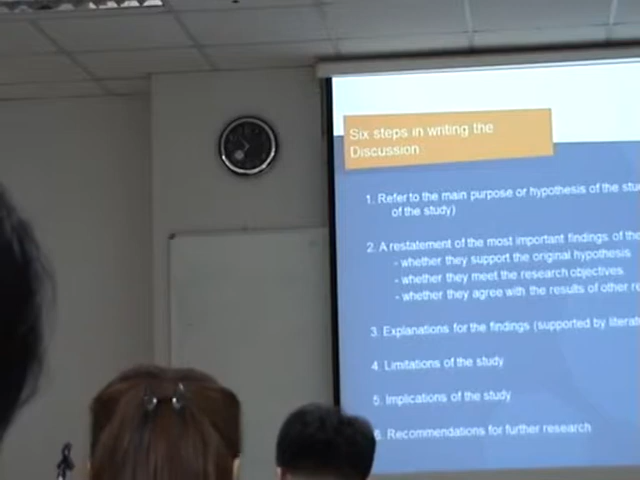 Six steps in writing the
Discussion
1. Refer to the main purpose or hypothesis of the
of the study)
2. A restatement of the most important findings of the
- whether they support the original hypothesis
- whether they meet the research objectives
- whether they agree with the results of other
3. Explanations for the findings (supported by
4. Limitations of the study
5. Implications of the study
6. Recommendations for further research